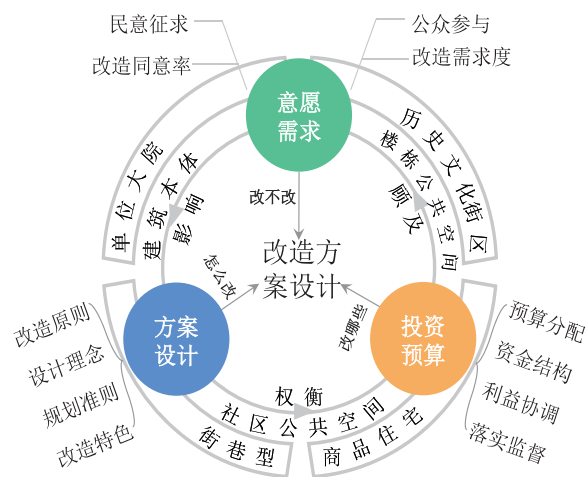 民意征求
改造同意率
公众参与
改造需求度
意愿
需求
单位大院
建筑本体
影响
历史文化街区
楼栋公共空间
顾及
改不改
改造方
案设计
怎么改
改哪些
方案
设计
投资
预算
改造原则
设计理念
规划准则
改造特色
预算分配
资金结构
利益协调
落实监督
权衡
社区公共空间
街巷型
商品住宅